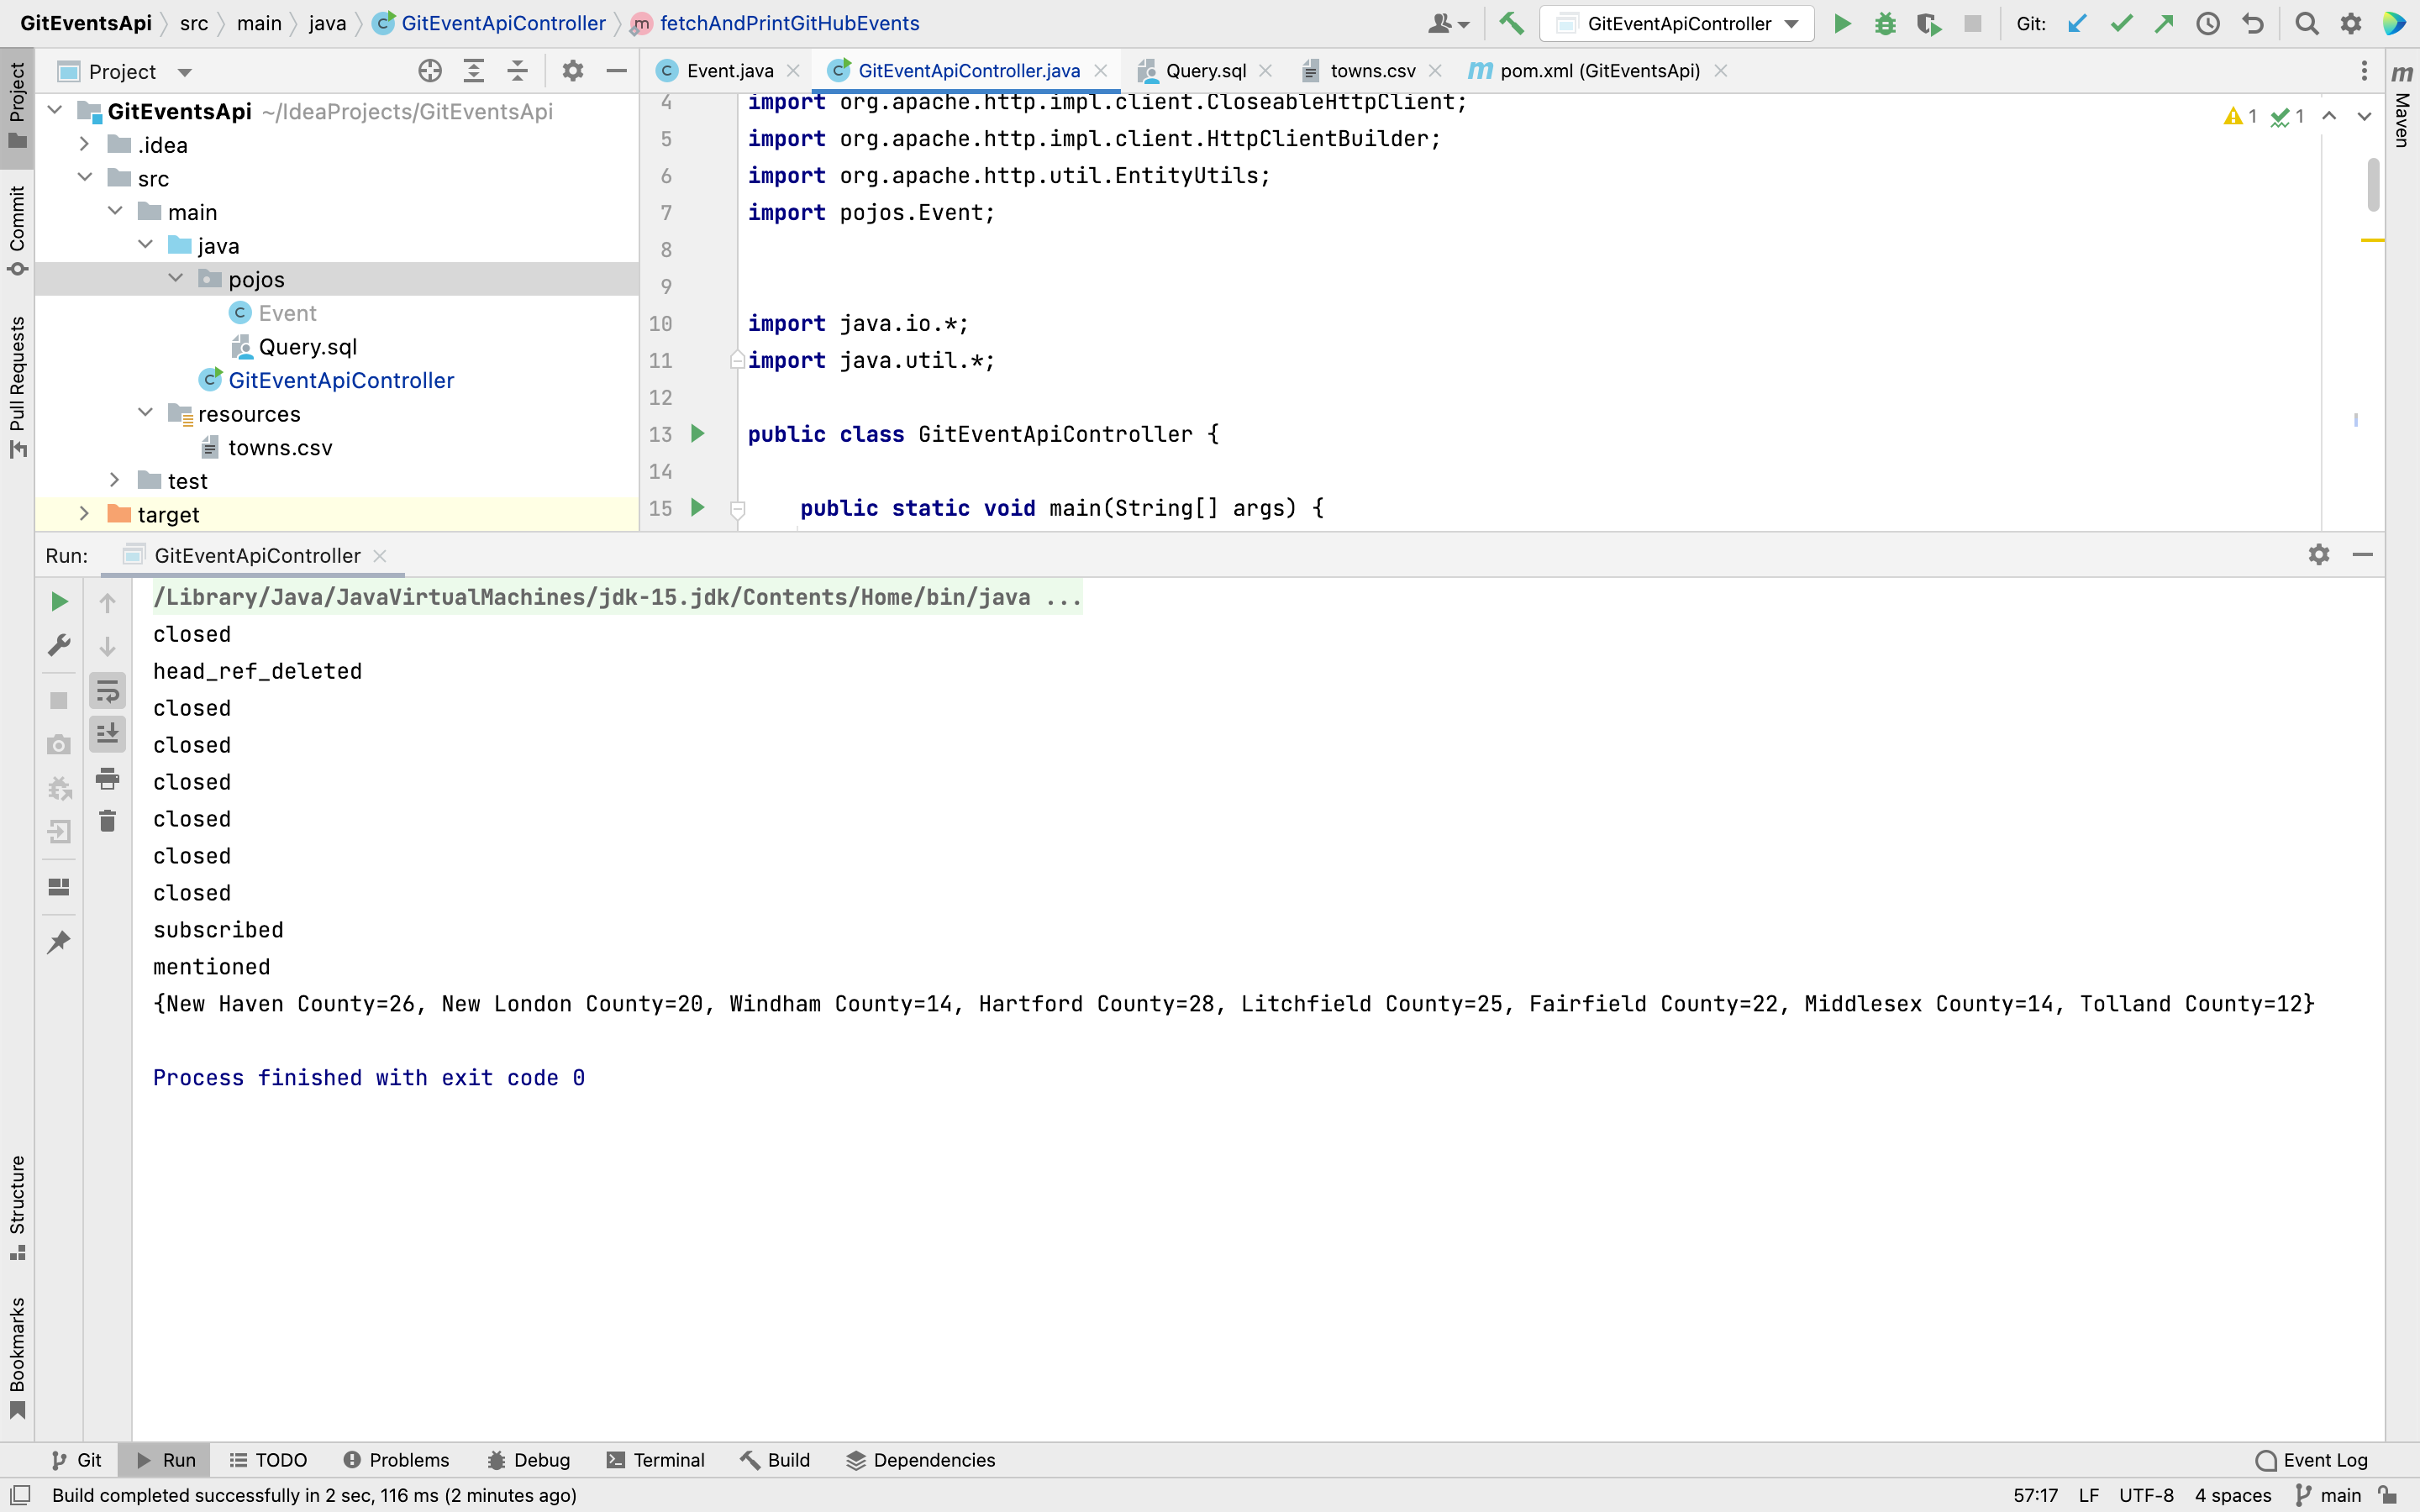 GitEventsApi src main java GitEventApiController fetchAndPrintGitHubEvents GitEventApiController Git:
Project
Event.java GitEventApiController.java Query.sql towns.csv pom.xml (GitEventsApi)
Project
Commit
Pull Requests
Structure
Bookmarks
Maven
GitEventsApi ~/IdeaProjects/GitEventsApi
.idea
src
main
java
pojos
Event
Query.sql
GitEventApiController
resources
towns.csv
test
target
4 import org.apache.http.impl.client.CloseableHttpClient;
5 import org.apache.http.impl.client.HttpClientBuilder;
6 import org.apache.http.util.EntityUtils;
7 import pojos.Event;
8
9
10 import java.io.*;
11 import java.util.*;
12
13 public class GitEventApiController {
14
15 public static void main(String[] args) {
1 1
Run: GitEventApiController
/Library/Java/JavaVirtualMachines/jdk-15.jdk/Contents/Home/bin/java ...
closed
head_ref_deleted
closed
closed
closed
closed
closed
closed
subscribed
mentioned
{New Haven County=26, New London County=20, Windham County=14, Hartford County=28, Litchfield County=25, Fairfield County=22, Middlesex County=14, Tolland County=12}
Process finished with exit code 0
Git Run TODO Problems Debug Terminal Build Dependencies Event Log
Build completed successfully in 2 sec, 116 ms (2 minutes ago) 57:17 LF UTF-8 4 spaces main